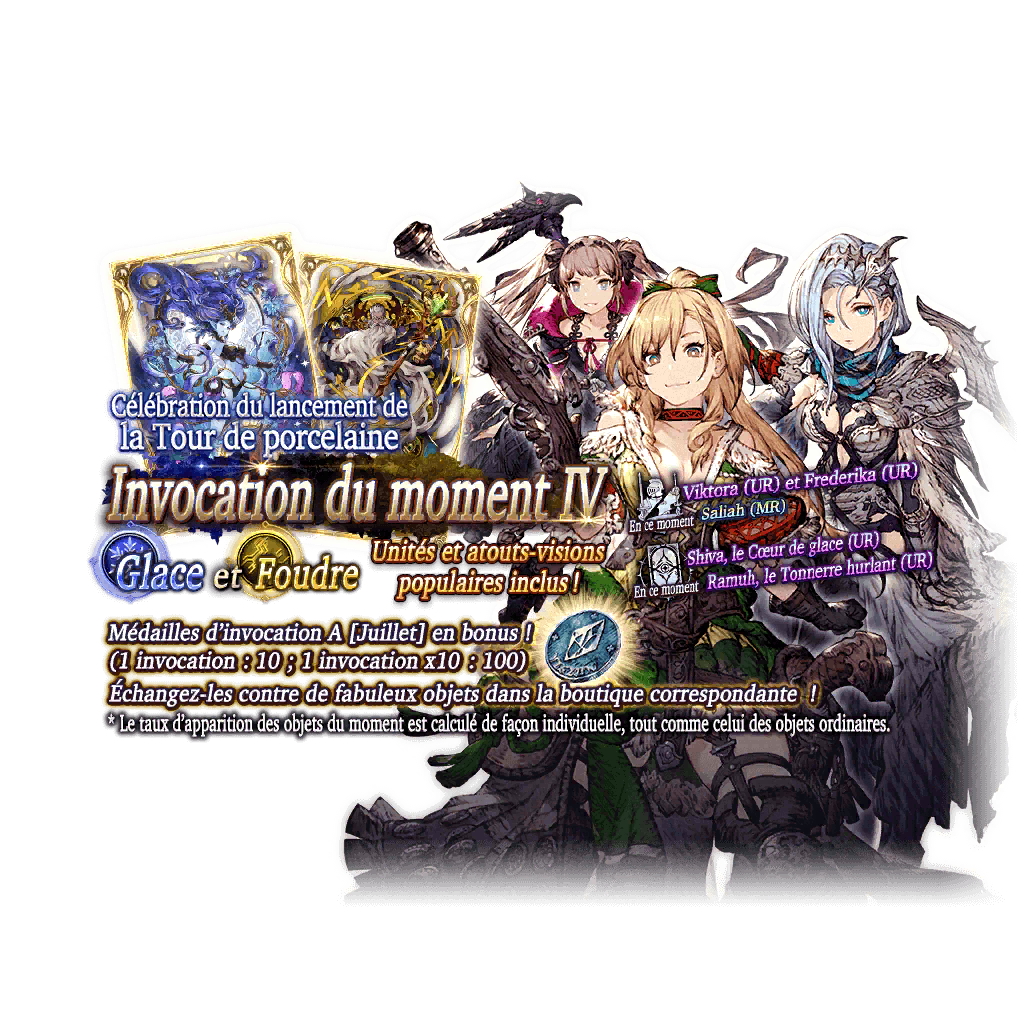 Célébration du lancement de
la Tour de porcelaine
Invocation du moment IV
Glace et Foudre
Unités et atouts-visions
populaires inclus !
En ce moment
Viktora (UR) et Frederika (UR)
Saliah (MR)
En ce moment
Shiva, le Cœur de glace (UR)
Ramuh, le Tonnerre hurlant (UR)
Médailles d'invocation A [Juillet] en bonus !
(1 invocation : 10 ; 1 invocation x10 : 100)
Échangez-les contre de fabuleux objets dans la boutique correspondante !
* Le taux d'apparition des objets du moment est calculé de façon individuelle, tout comme celui des objets ordinaires.